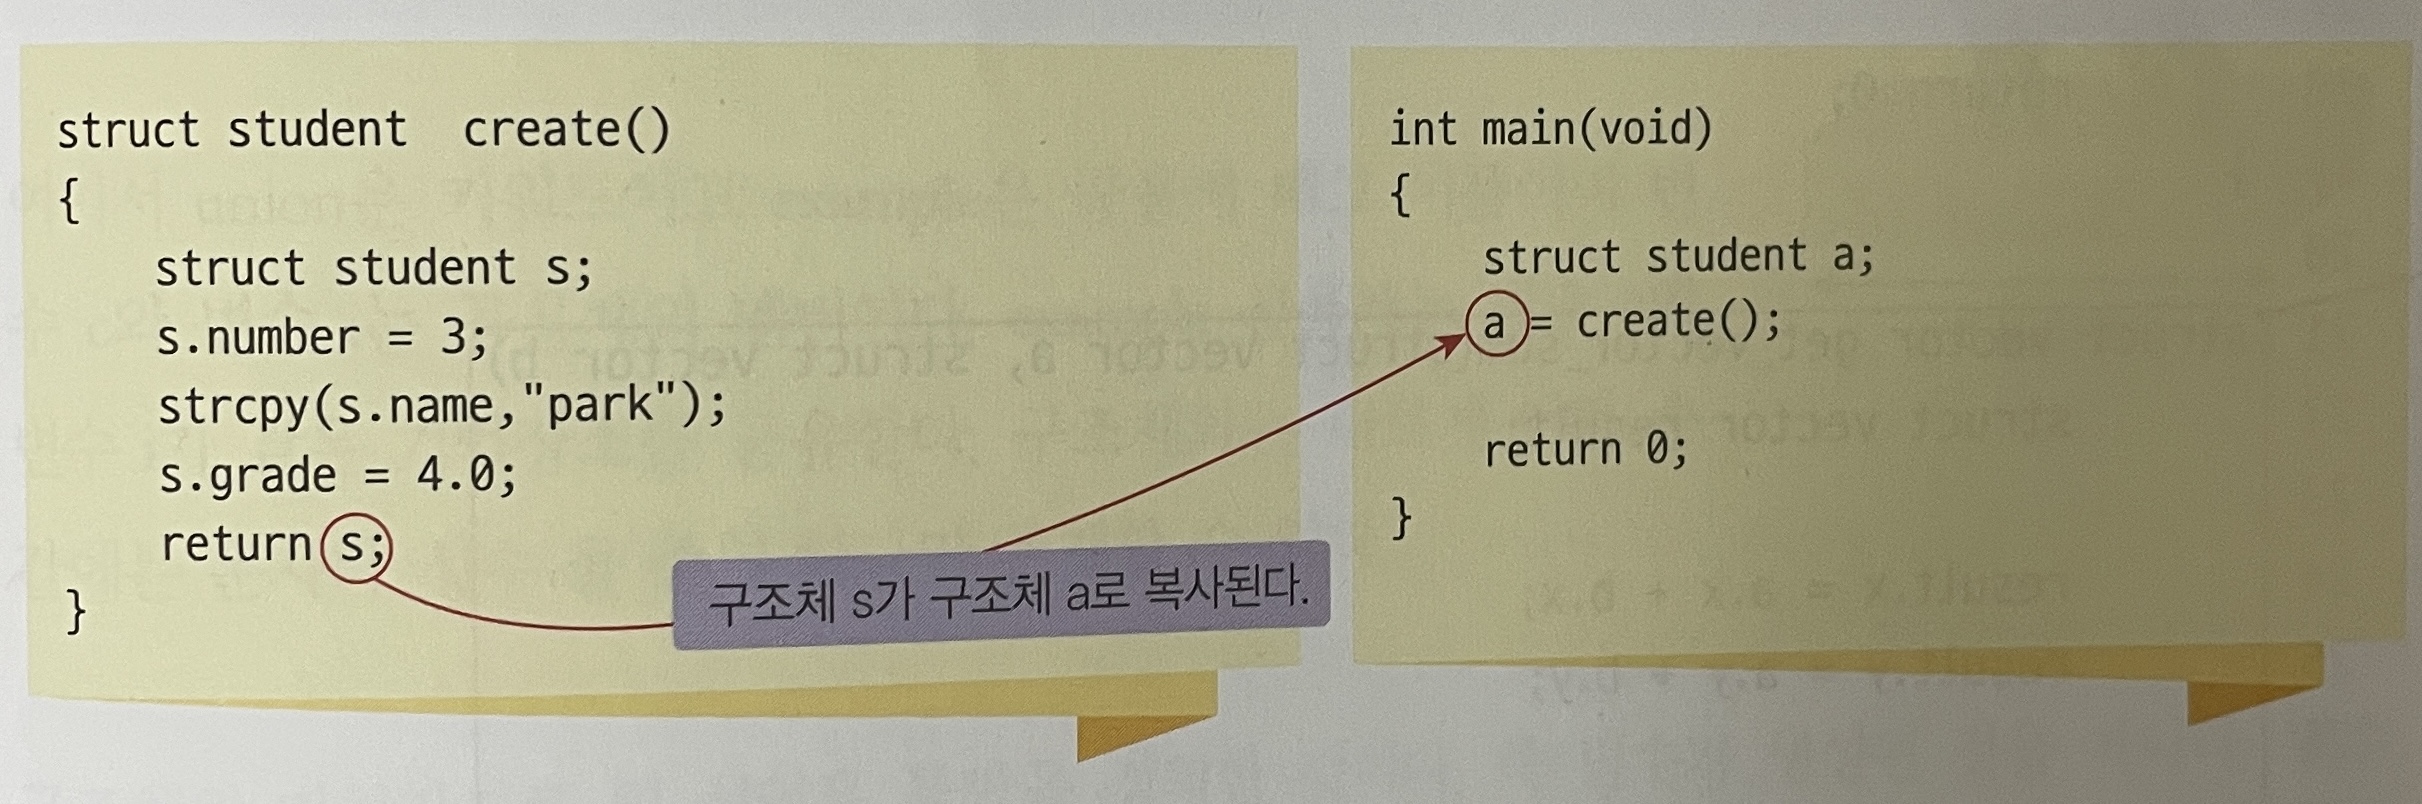 struct student  create()
{
    struct student s;
    s.number = 3;
    strcpy(s.name,"park");
    s.grade = 4.0;
    return s;
}
구조체 s가 구조체 a로 복사된다.
int main(void)
{
    struct student a;
    a = create();
    return 0;
}